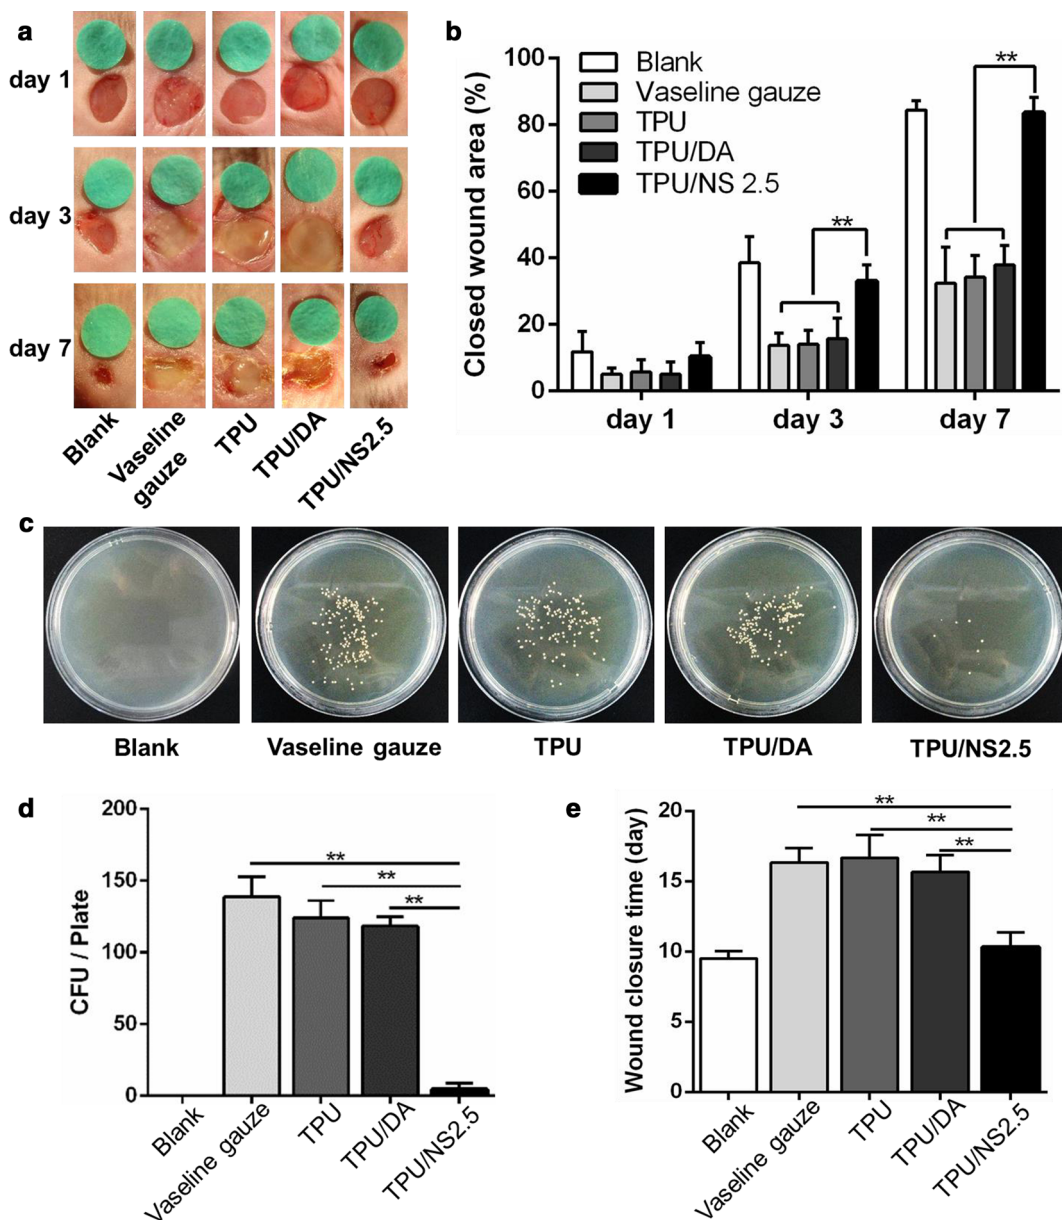 a
day 1
day 3
day 7
Blank
Vaseline
gauze
TPU
TPU/DA
TPU/NS2.5
b
Closed wound area (%)
100
80
60
40
20
0
Blank
Vaseline gauze
TPU
TPU/DA
TPU/NS 2.5
**
**
day 1
day 3
day 7
c
Blank
Vaseline gauze
TPU
TPU/DA
TPU/NS2.5
d
CFU / Plate
200
150
100
50
0
**
**
**
Blank
Vaseline gauze
TPU
TPU/DA
TPU/NS2.5
e
Wound closure time (day)
20
15
10
5
0
**
**
**
Blank
Vaseline gauze
TPU
TPU/DA
TPU/NS2.5